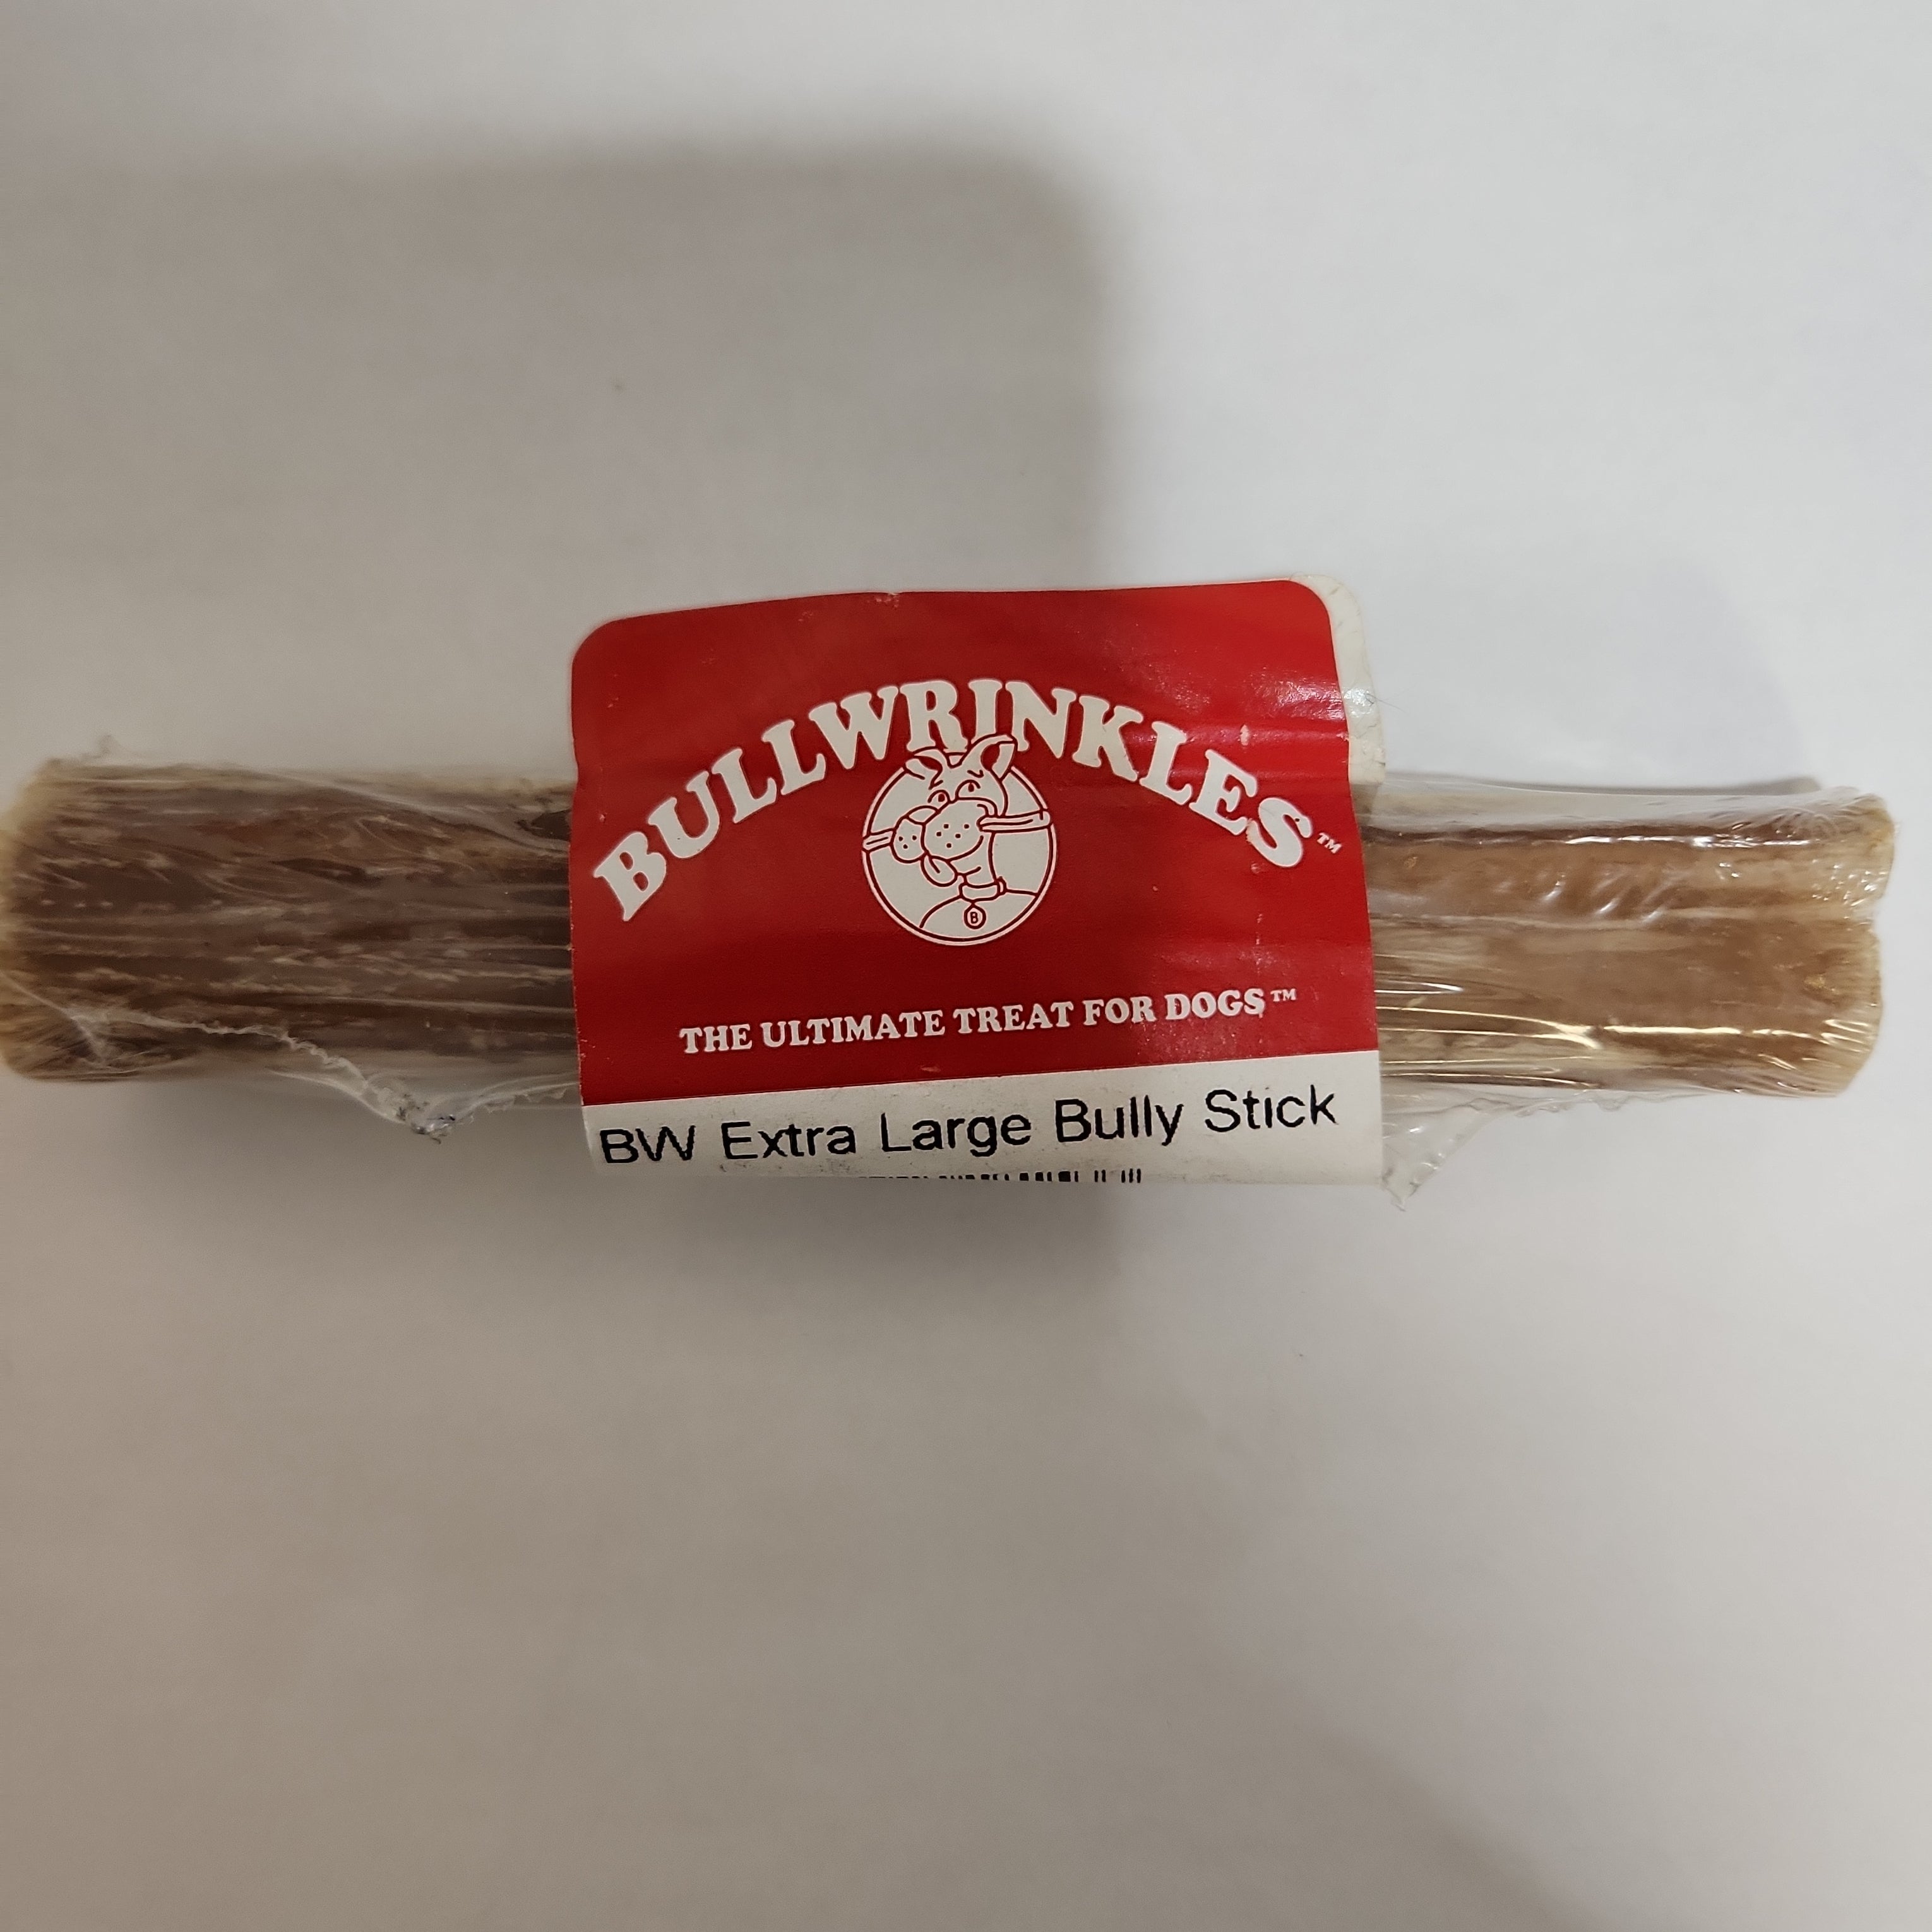 BULLWRINKLES™
B
THE ULTIMATE TREAT FOR DOGS™
BW Extra Large Bully Stick